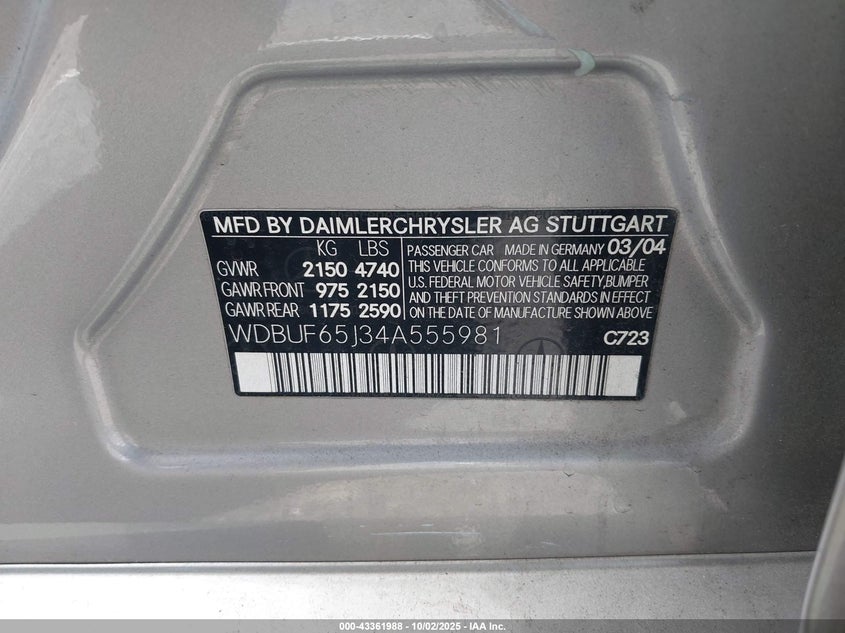 MFD BY DAIMLERCHRYSLER AG STUTTGART
KG LBS
GVWR 2150 4740
GAWR FRONT 975 2150
GAWR REAR 1175 2590
PASSENGER CAR MADE IN GERMANY 03/04
THIS VEHICLE CONFORMS TO ALL APPLICABLE
U.S. FEDERAL MOTOR VEHICLE SAFETY,BUMPER
AND THEFT PREVENTION STANDARDS IN EFFECT
ON THE DATE OF MANUFACTURE SHOWN ABOVE
WDBUF65J34A555981 C723
000-43361988 - 10/02/2025 - IAA Inc.